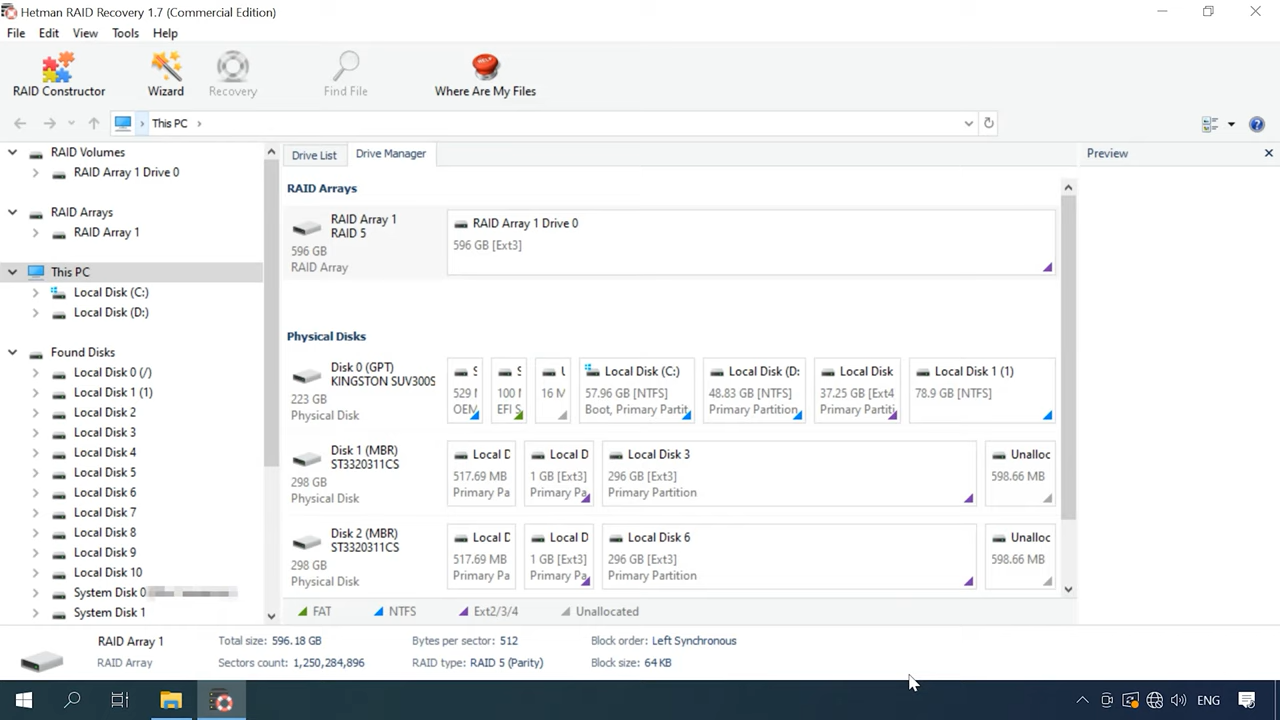 Hetman RAID Recovery 1.7 (Commercial Edition)
File Edit View Tools Help
RAID Constructor Wizard Recovery Find File Where Are My Files
This PC
RAID Volumes
RAID Array 1 Drive 0
RAID Arrays
RAID Array 1
This PC
Local Disk (C:)
Local Disk (D:)
Found Disks
Local Disk 0 (/)
Local Disk 1 (1)
Local Disk 2
Local Disk 3
Local Disk 4
Local Disk 5
Local Disk 6
Local Disk 7
Local Disk 8
Local Disk 9
Local Disk 10
System Disk 0
System Disk 1
Drive List Drive Manager
RAID Arrays
RAID Array 1
RAID 5
596 GB
RAID Array
RAID Array 1 Drive 0
596 GB [Ext3]
Physical Disks
Disk 0 (GPT)
KINGSTON SUV300S
223 GB
Physical Disk
S
529 M
OEM
S
100 M
EFI S
U
16 M
Local Disk (C:)
57.96 GB [NTFS]
Boot, Primary Partit
Local Disk (D:
48.83 GB [NTFS]
Primary Partition
Local Disk
37.25 GB [Ext4
Primary Partiti
Local Disk 1 (1)
78.9 GB [NTFS]
Disk 1 (MBR)
ST3320311CS
298 GB
Physical Disk
Local D
517.69 MB
Primary Pa
Local D
1 GB [Ext3]
Primary Pa
Local Disk 3
296 GB [Ext3]
Primary Partition
Unalloc
598.66 MB
Disk 2 (MBR)
ST3320311CS
298 GB
Physical Disk
Local D
517.69 MB
Primary Pa
Local D
1 GB [Ext3]
Primary Pa
Local Disk 6
296 GB [Ext3]
Primary Partition
Unalloc
598.66 MB
FAT NTFS Ext2/3/4 Unallocated
Preview
RAID Array 1
RAID Array
Total size: 596.18 GB
Sectors count: 1,250,284,896
Bytes per sector: 512
RAID type: RAID 5 (Parity)
Block order: Left Synchronous
Block size: 64 KB
ENG